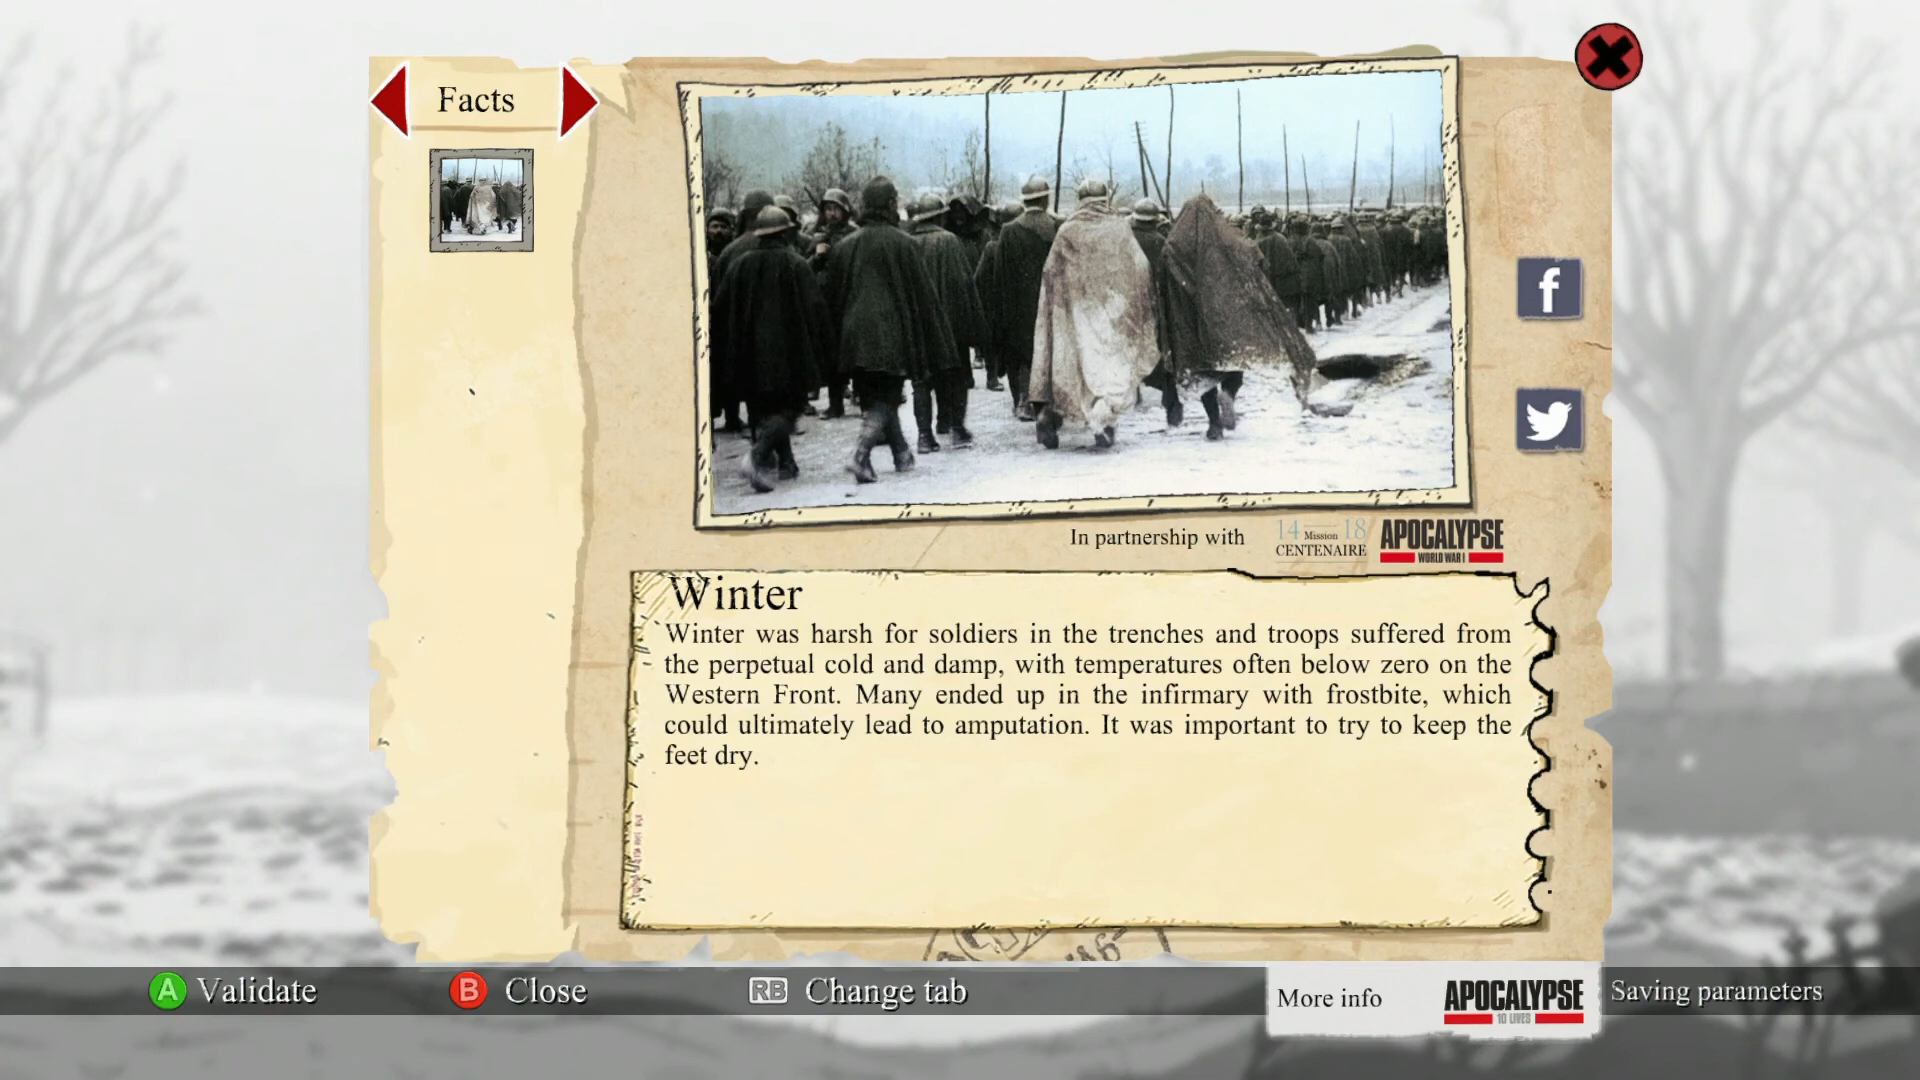 Facts
In partnership with
14 Mission 18
CENTENAIRE
APOCALYPSE
WORLD WAR I
Winter
Winter was harsh for soldiers in the trenches and troops suffered from
the perpetual cold and damp, with temperatures often below zero on the
Western Front. Many ended up in the infirmary with frostbite, which
could ultimately lead to amputation. It was important to try to keep the
feet dry.
A Validate
B Close
RB Change tab
More info
APOCALYPSE
10 LIVES
Saving parameters